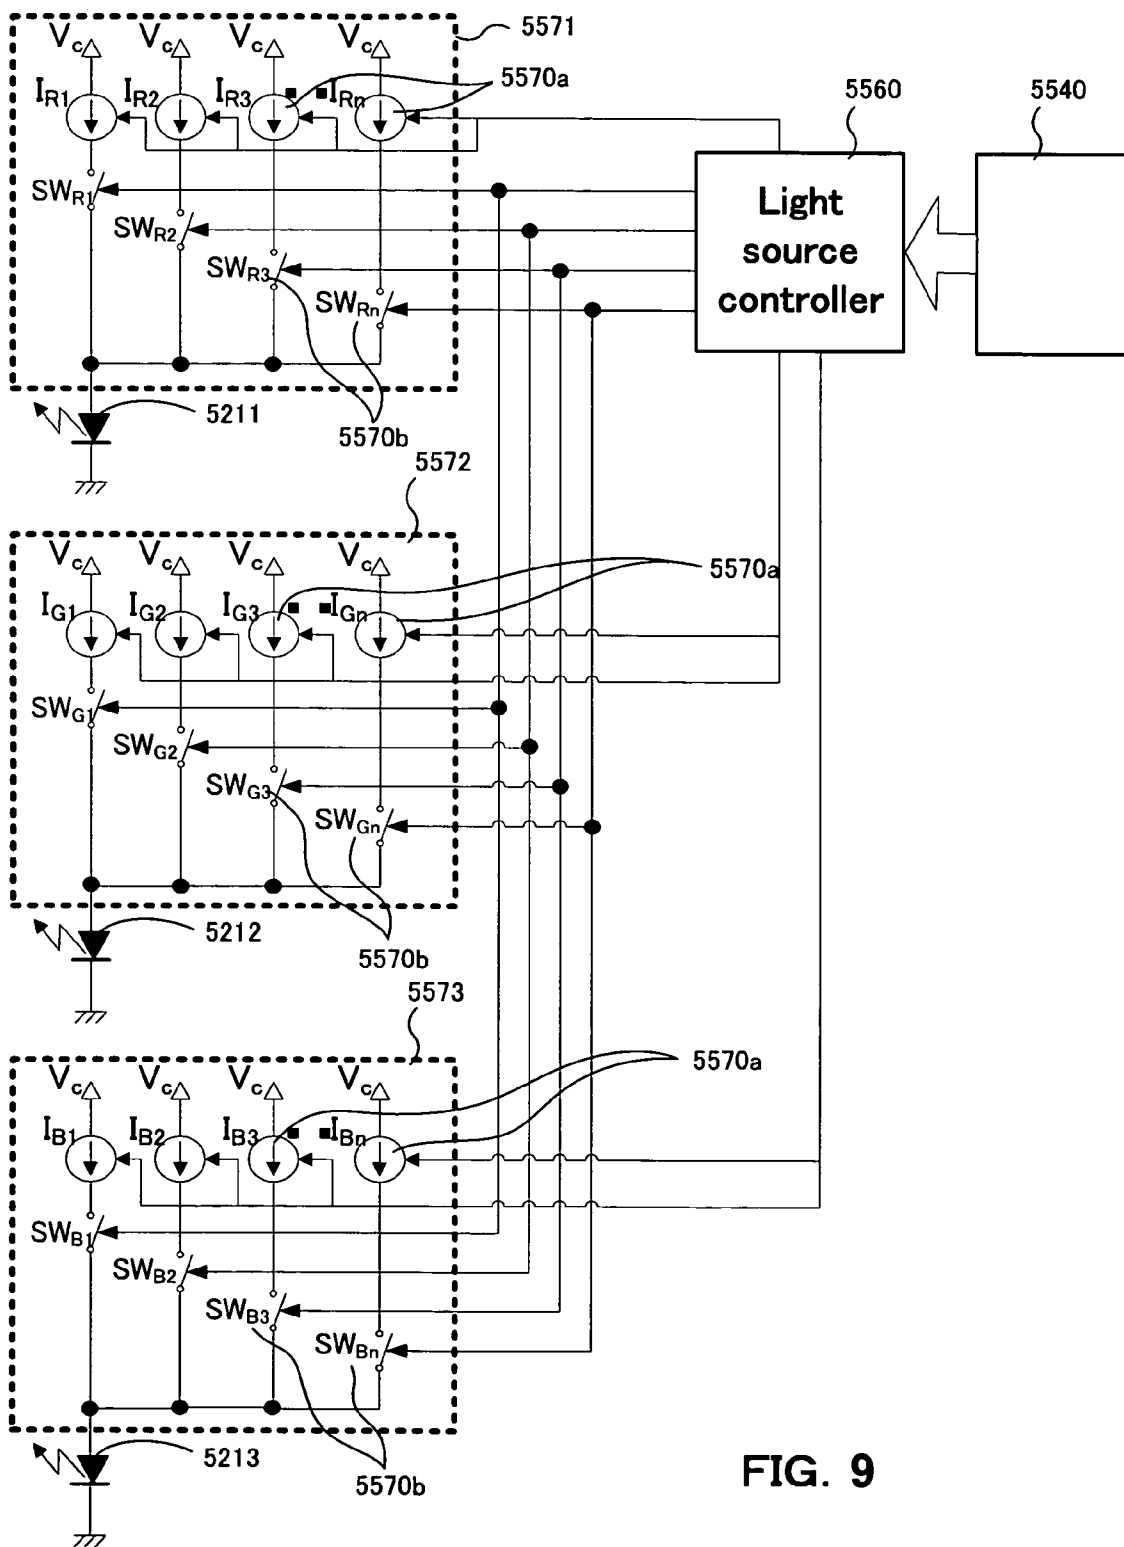 5571
Vc Vc Vc Vc
5570a
IR1 IR2 IR3 IRn
5560
5540
Light
source
controller
SWR1
SWR2
SWR3
SWRn
5211
5570b
5572
Vc Vc Vc Vc
5570a
IG1 IG2 IG3 IGn
SWG1
SWG2
SWG3
SWGn
5212
5570b
5573
Vc Vc Vc Vc
5570a
IB1 IB2 IB3 IBn
SWB1
SWB2
SWB3
SWBn
5213
5570b
FIG. 9